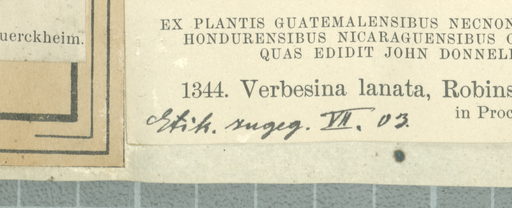 uerckheim.
EX PLANTIS GUATEMALENSIBUS NECNON
HONDURENSIBUS NICARAGUENSIBUS C
QUAS EDIDIT JOHN DONNELL
1344. Verbesina lanata, Robins
in Proc
Etik. zugeg. VII. 03.